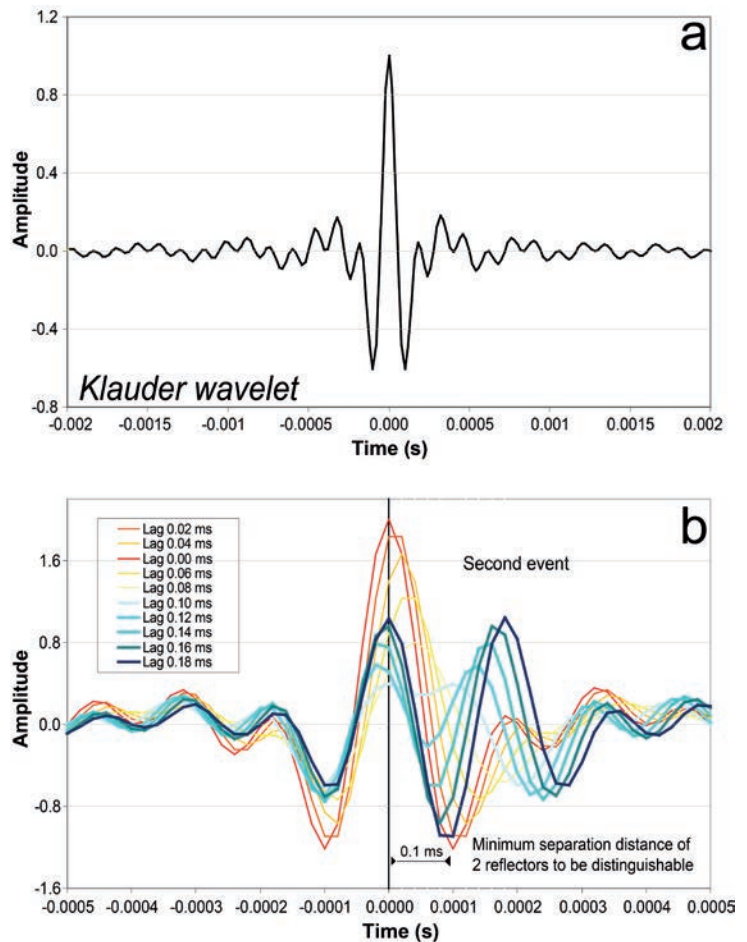 a
1.2
0.8
0.4
0.0
-0.4
-0.8
Amplitude
Klauder wavelet
-0.002 -0.0015 -0.001 -0.0005 0.000 0.0005 0.001 0.0015 0.002
Time (s)
b
Lag 0.02 ms
Lag 0.04 ms
Lag 0.00 ms
Lag 0.06 ms
Lag 0.08 ms
Lag 0.10 ms
Lag 0.12 ms
Lag 0.14 ms
Lag 0.16 ms
Lag 0.18 ms
Second event
1.6
0.8
0.0
-0.8
-1.6
Amplitude
0.1 ms
Minimum separation distance of
2 reflectors to be distinguishable
-0.0005 -0.0004 -0.0003 -0.0002 -0.0001 0.0000 0.0001 0.0002 0.0003 0.0004 0.0005
Time (s)